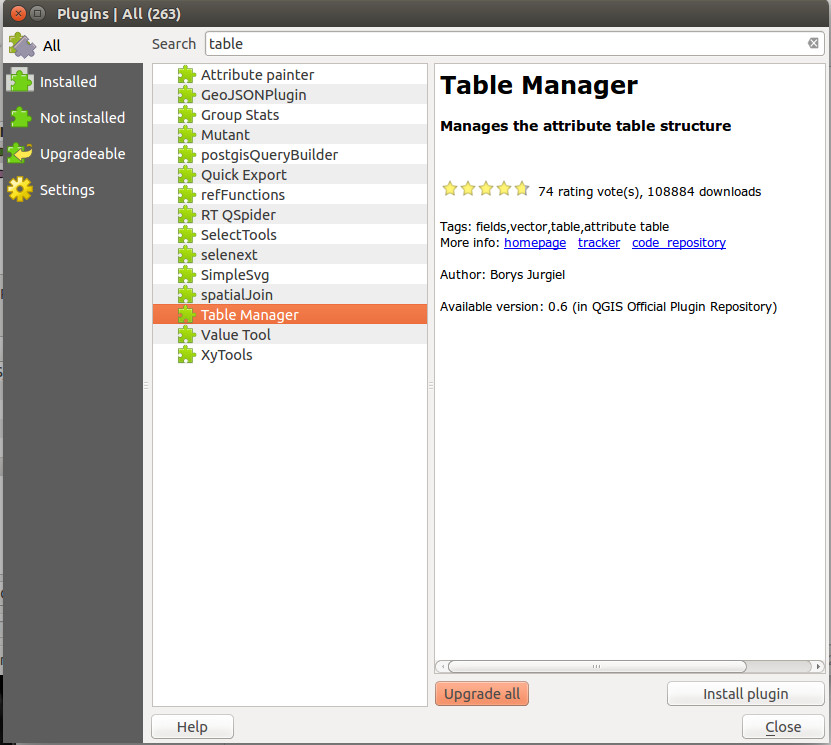 Plugins | All (263)
All
Installed
Not installed
Upgradeable
Settings
Search
table
Attribute painter
GeoJSONPlugin
Group Stats
Mutant
postgisQueryBuilder
Quick Export
refFunctions
RT QSpider
SelectTools
selenext
SimpleSvg
spatialJoin
Table Manager
Value Tool
XyTools
Table Manager
Manages the attribute table structure
74 rating vote(s), 108884 downloads
Tags: fields,vector,table,attribute table
More info: homepage tracker code_repository
Author: Borys Jurgiel
Available version: 0.6 (in QGIS Official Plugin Repository)
Upgrade all
Install plugin
Help
Close